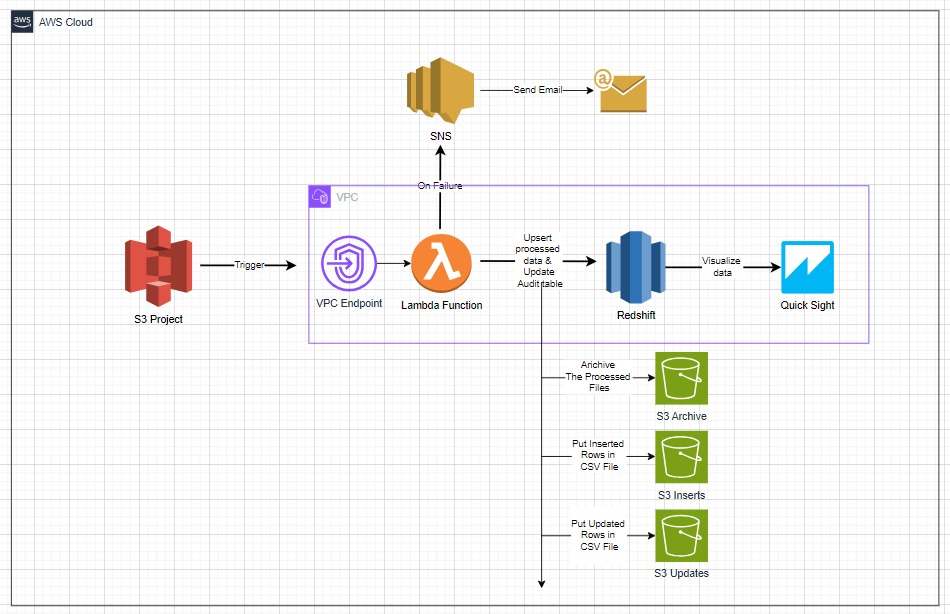 aws
AWS Cloud
SNS
Send Email
@
On Failure
VPC
S3 Project
Trigger
VPC Endpoint
Lambda Function
Upsert
processed
data &
Update
Audit table
Redshift
Visualize
data
Quick Sight
Arichive
The Processed
Files
S3 Archive
Put Inserted
Rows in
CSV File
S3 Inserts
Put Updated
Rows in
CSV File
S3 Updates